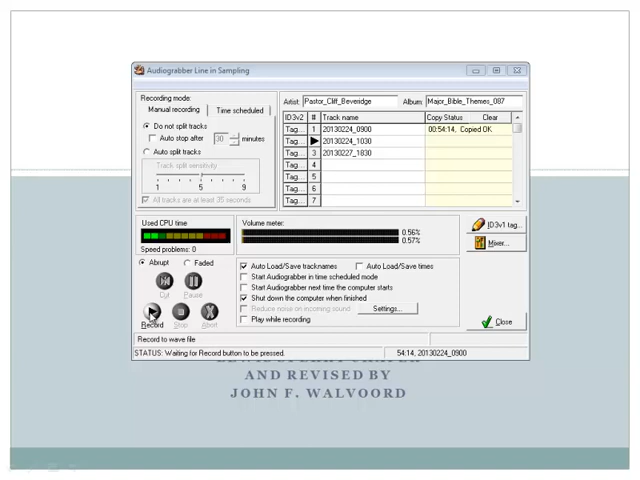 Audiograbber Line in Sampling
Recording mode:
Manual recording
Time scheduled
Do not split tracks
Auto stop after 30 minutes
Auto split tracks
Track split sensitivity
1 5 9
All tracks are at least 35 seconds
Artist: Pastor_Cliff_Beveridge Album: Major_Bible_Themes_087
ID3v2 # Track name Copy Status Clear
Tag... 1 20130224_0900 00:54:14, Copied OK
Tag... 20130224_1030
Tag... 3 20130227_1830
Tag... 4
Tag... 5
Tag... 6
Tag... 7
Used CPU time
Speed problems: 0
Volume meter:
0.56%
0.57%
ID3v1 tag...
Mixer...
Abrupt Faded
Cut Pause
Record Stop Abort
Auto Load/Save tracknames Auto Load/Save times
Start Audiograbber in time scheduled mode
Start Audiograbber next time the computer starts
Shut down the computer when finished
Reduce noise on incoming sound Settings...
Play while recording
Close
Record to wave file
STATUS: Waiting for Record button to be pressed. 54:14, 20130224_0900
AND REVISED BY
JOHN F. WALVOORD